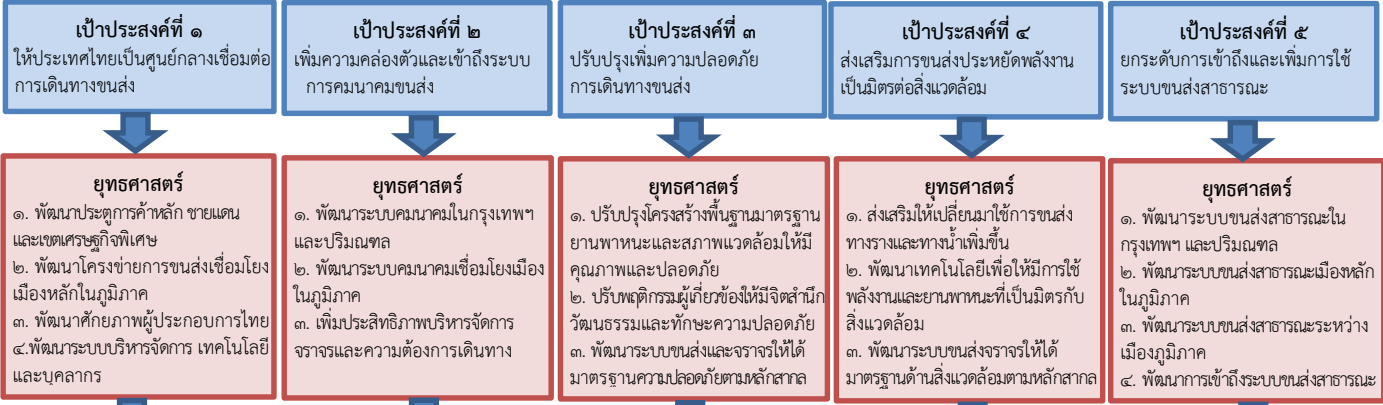 เป้าประสงค์ที่ ๑
ให้ประเทศไทยเป็นศูนย์กลางเชื่อมต่อ
การเดินทางขนส่ง
เป้าประสงค์ที่ ๒
เพิ่มความคล่องตัวและเข้าถึงระบบ
การคมนาคมขนส่ง
เป้าประสงค์ที่ ๓
ปรับปรุงเพิ่มความปลอดภัย
การเดินทางขนส่ง
เป้าประสงค์ที่ ๔
ส่งเสริมการขนส่งประหยัดพลังงาน
เป็นมิตรต่อสิ่งแวดล้อม
เป้าประสงค์ที่ ๕
ยกระดับการเข้าถึงและเพิ่มการใช้
ระบบขนส่งสาธารณะ
ยุทธศาสตร์
๑. พัฒนาประตูการค้าหลัก ชายแดน
และเขตเศรษฐกิจพิเศษ
๒. พัฒนาโครงข่ายการขนส่งเชื่อมโยง
เมืองหลักในภูมิภาค
๓. พัฒนาศักยภาพผู้ประกอบการไทย
๔.พัฒนาระบบบริหารจัดการ เทคโนโลยี
และบุคลากร
ยุทธศาสตร์
๑. พัฒนาระบบคมนาคมในกรุงเทพฯ
และปริมณฑล
๒. พัฒนาระบบคมนาคมเชื่อมโยงเมือง
ในภูมิภาค
๓. เพิ่มประสิทธิภาพบริหารจัดการ
จราจรและความต้องการเดินทาง
ยุทธศาสตร์
๑. ปรับปรุงโครงสร้างพื้นฐานมาตรฐาน
ยานพาหนะและสภาพแวดล้อมให้มี
คุณภาพและปลอดภัย
๒. ปรับพฤติกรรมผู้เกี่ยวข้องให้มีจิตสำนึก
วัฒนธรรมและทักษะความปลอดภัย
๓. พัฒนาระบบขนส่งและจราจรให้ได้
มาตรฐานความปลอดภัยตามหลักสากล
ยุทธศาสตร์
๑. ส่งเสริมให้เปลี่ยนมาใช้การขนส่ง
ทางรางและทางน้ำเพิ่มขึ้น
๒. พัฒนาเทคโนโลยีเพื่อให้มีการใช้
พลังงานและยานพาหนะที่เป็นมิตรกับ
สิ่งแวดล้อม
๓. พัฒนาระบบขนส่งจราจรให้ได้
มาตรฐานด้านสิ่งแวดล้อมตามหลักสากล
ยุทธศาสตร์
๑. พัฒนาระบบขนส่งสาธารณะใน
กรุงเทพฯ และปริมณฑล
๒. พัฒนาระบบขนส่งสาธารณะเมืองหลัก
ในภูมิภาค
๓. พัฒนาระบบขนส่งสาธารณะระหว่าง
เมืองภูมิภาค
๔. พัฒนาการเข้าถึงระบบขนส่งสาธารณะ